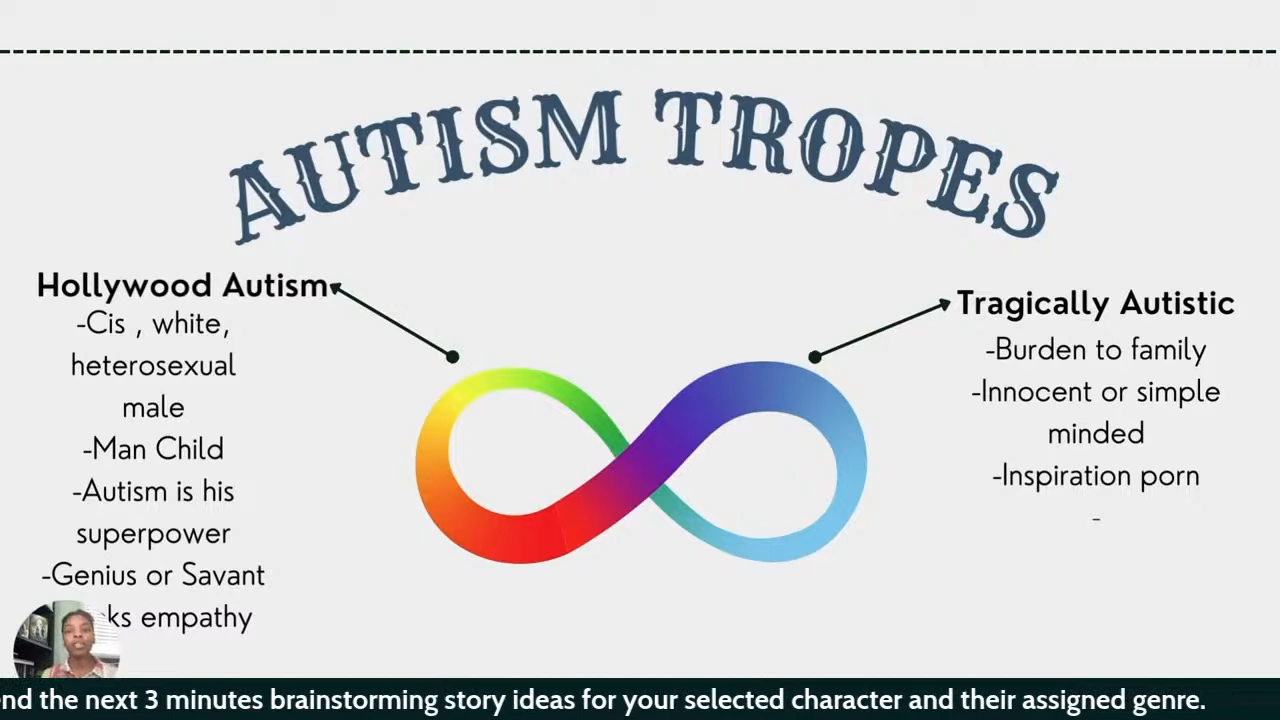 AUTISM TROPES
Hollywood Autism
-Cis , white,
heterosexual
male
-Man Child
-Autism is his
superpower
-Genius or Savant
empathy
Tragically Autistic
-Burden to family
-Innocent or simple
minded
-Inspiration porn
-
the next 3 minutes brainstorming story ideas for your selected character and their assigned genre.